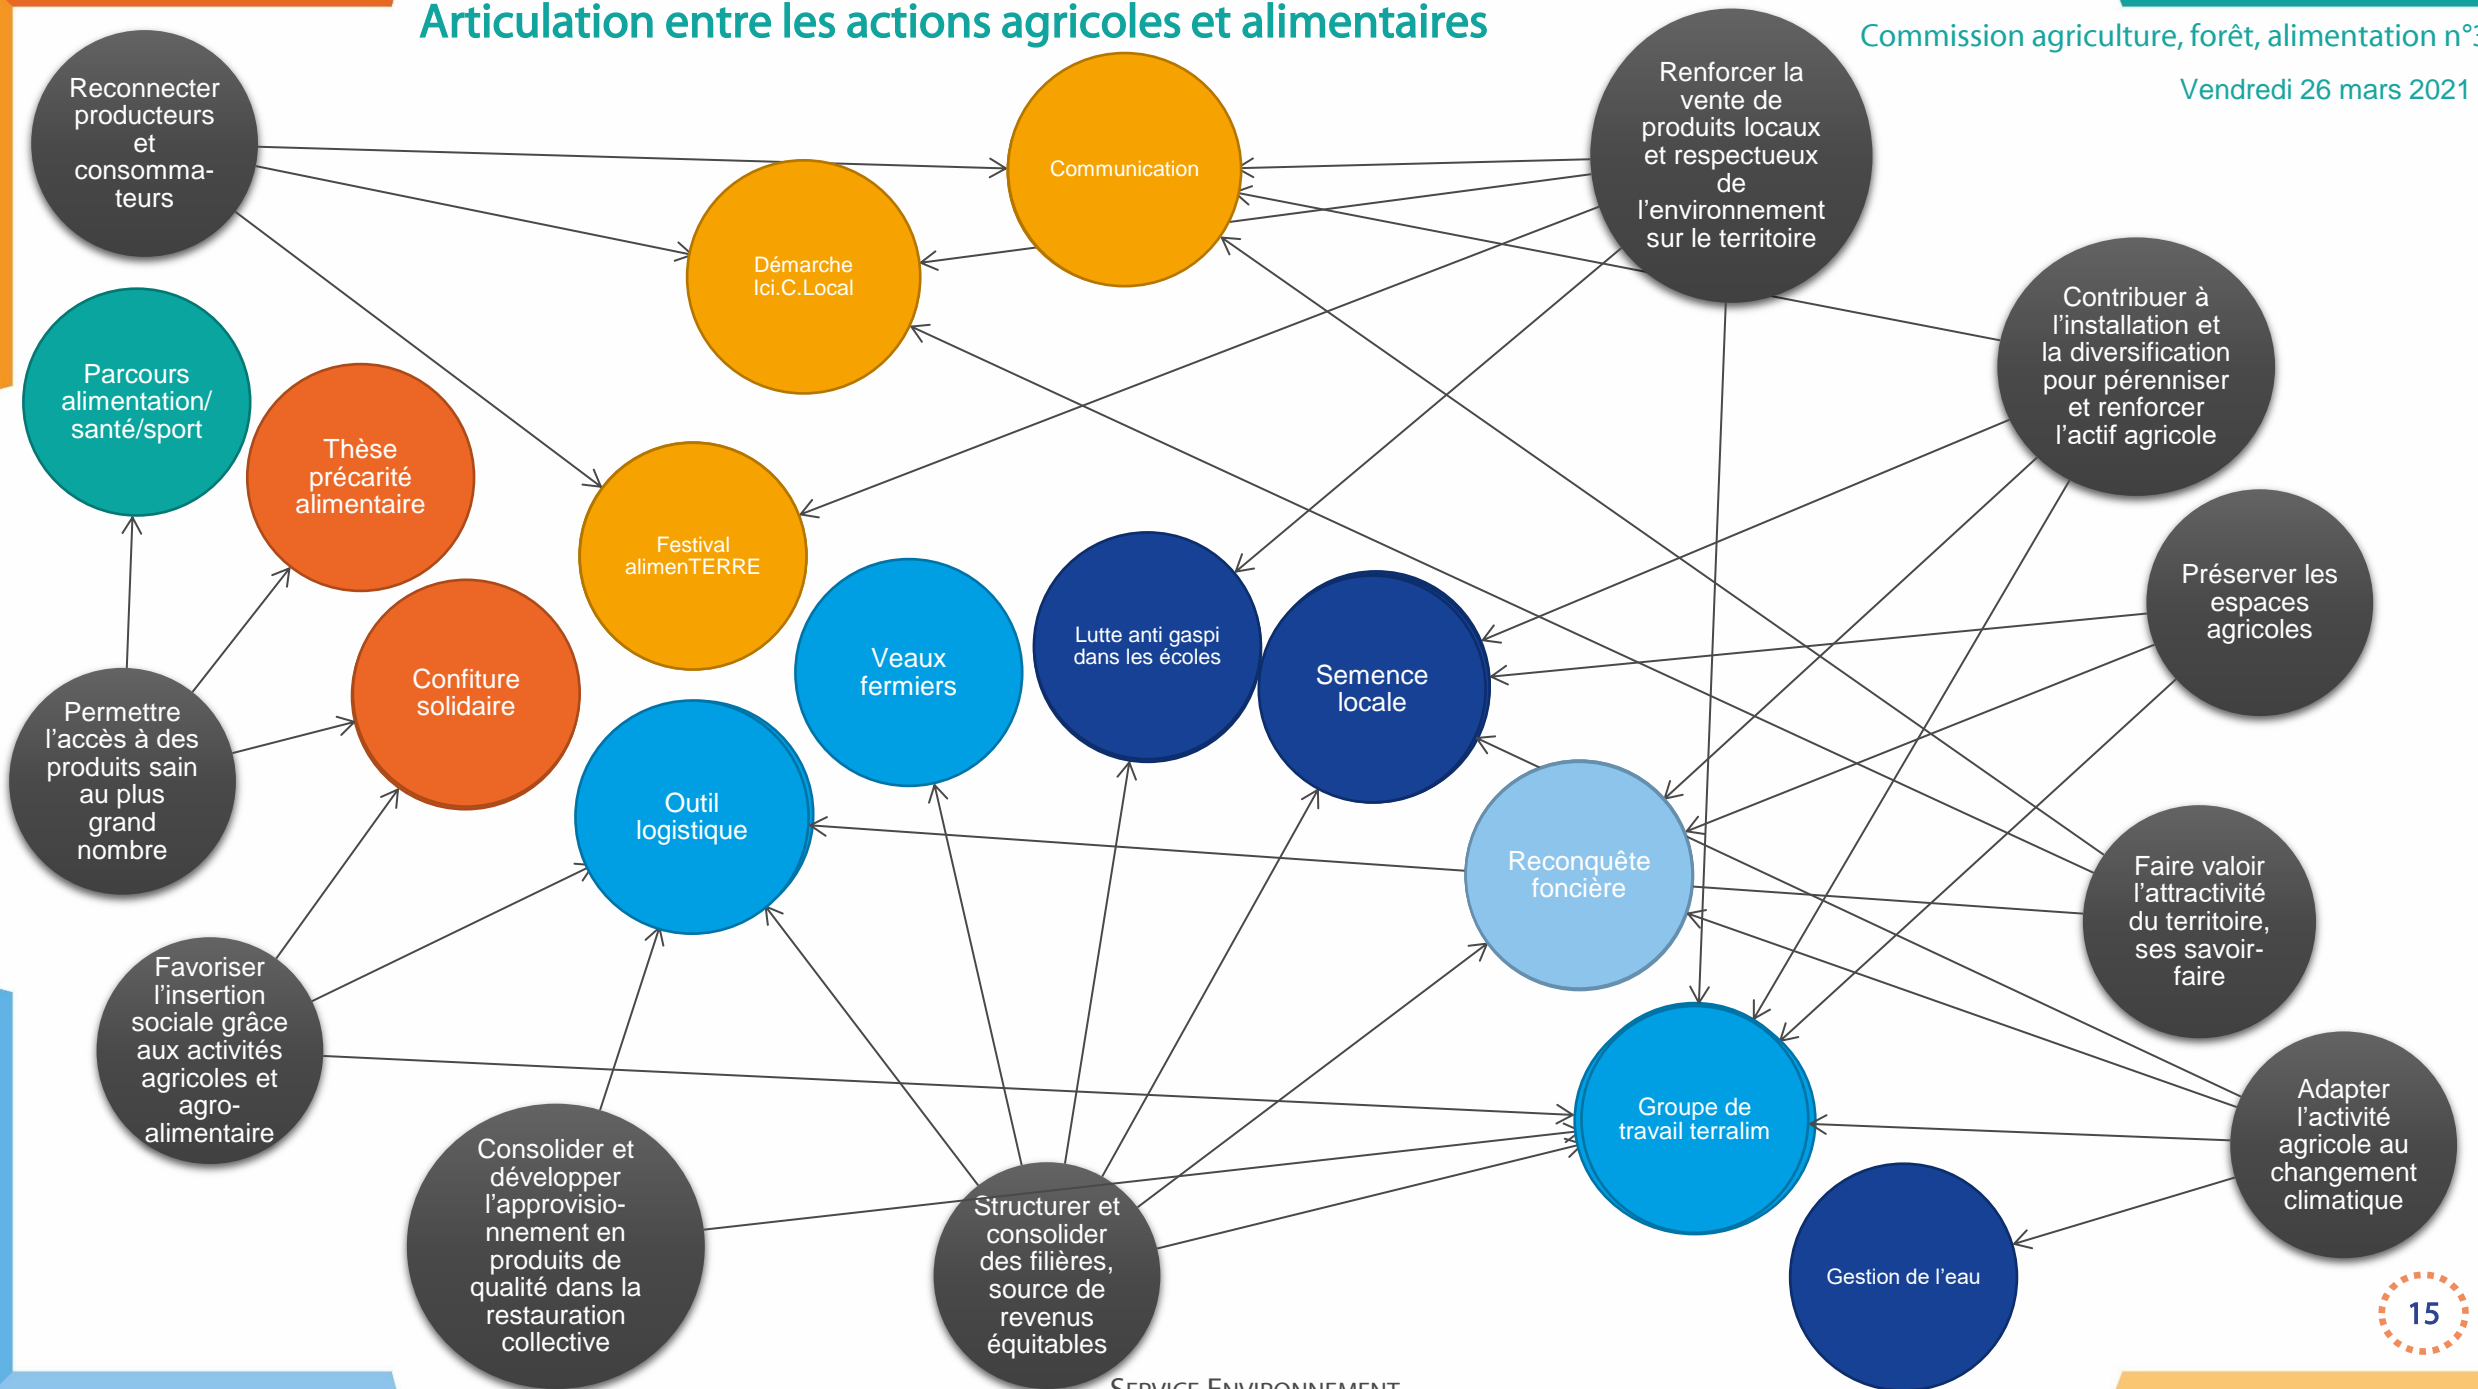 Articulation entre les actions agricoles et alimentaires
Commission agriculture, forêt, alimentation n°3
Vendredi 26 mars 2021
Reconnecter
producteurs
et
consomma-
teurs
Communication
Renforcer la
vente de
produits locaux
et respectueux
de
l’environnement
sur le territoire
Démarche
Ici.C.Local
Contribuer à
l’installation et
la diversification
pour pérenniser
et renforcer
l’actif agricole
Parcours
alimentation/
santé/sport
Thèse
précarité
alimentaire
Festival
alimenTERRE
Préserver les
espaces
agricoles
Confiture
solidaire
Veaux
fermiers
Lutte anti gaspi
dans les écoles
Semence
locale
Permettre
l’accès à des
produits sain
au plus
grand
nombre
Outil
logistique
Reconquête
foncière
Faire valoir
l’attractivité
du territoire,
ses savoir-
faire
Favoriser
l’insertion
sociale grâce
aux activités
agricoles et
agro-
alimentaire
Groupe de
travail terralim
Adapter
l’activité
agricole au
changement
climatique
Consolider et
développer
l’approvisio-
nnement en
produits de
qualité dans la
restauration
collective
Structurer et
consolider
des filières,
source de
revenus
équitables
Gestion de l’eau
15
SERVICE ENVIRONNEMENT